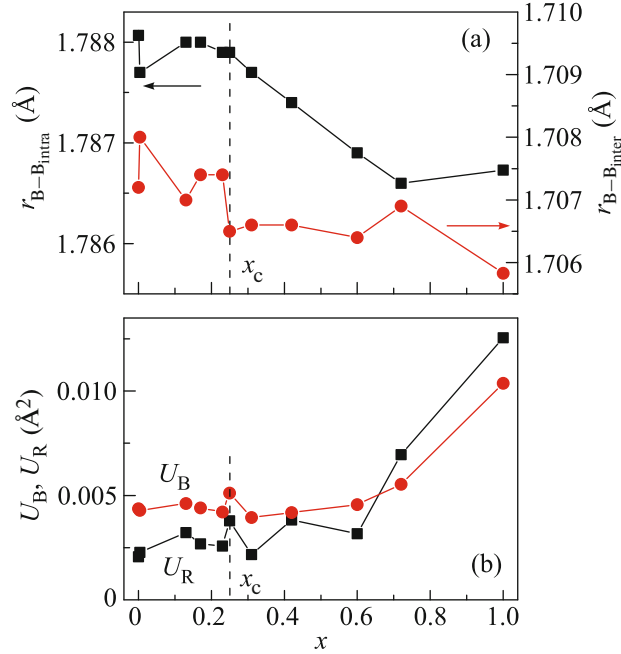 (a)
1.788
1.787
1.786
r_B–B_intra (Å)
1.710
1.709
1.708
1.707
1.706
r_B–B_inter (Å)
x_c
(b)
0.010
0.005
0
U_B, U_R (Å²)
U_B
U_R
x_c
0 0.2 0.4 0.6 0.8 1.0
x